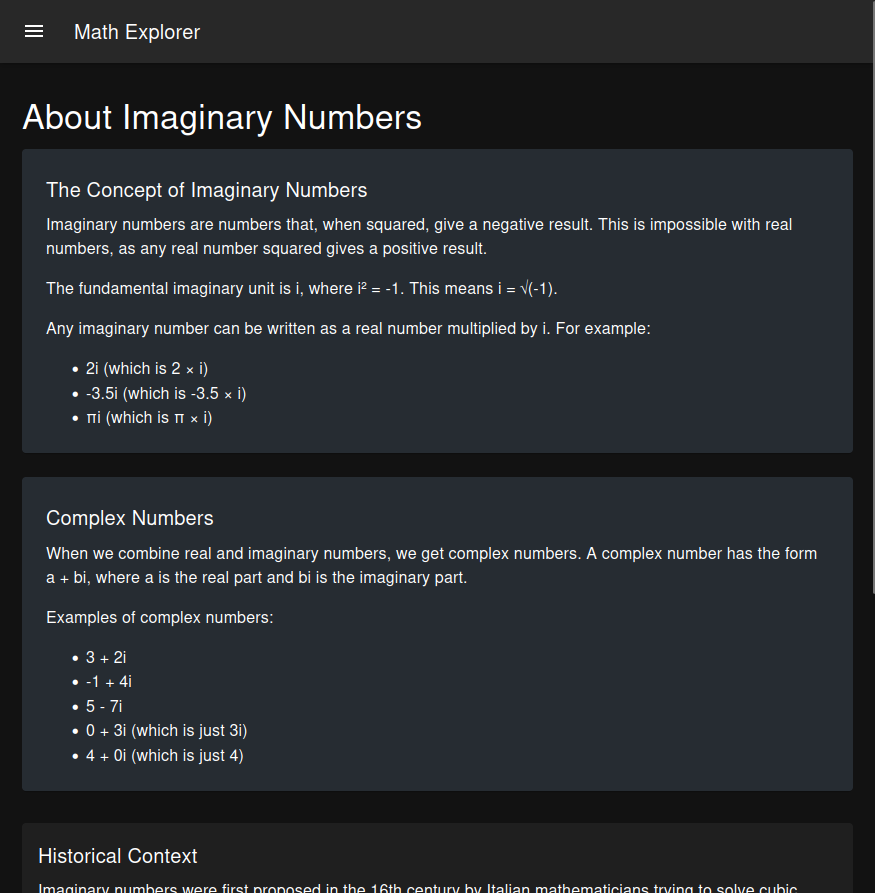 Math Explorer
About Imaginary Numbers
The Concept of Imaginary Numbers
Imaginary numbers are numbers that, when squared, give a negative result. This is impossible with real
numbers, as any real number squared gives a positive result.
The fundamental imaginary unit is i, where i² = -1. This means i = √(-1).
Any imaginary number can be written as a real number multiplied by i. For example:
• 2i (which is 2 × i)
• -3.5i (which is -3.5 × i)
• πi (which is π × i)
Complex Numbers
When we combine real and imaginary numbers, we get complex numbers. A complex number has the form
a + bi, where a is the real part and bi is the imaginary part.
Examples of complex numbers:
• 3 + 2i
• -1 + 4i
• 5 - 7i
• 0 + 3i (which is just 3i)
• 4 + 0i (which is just 4)
Historical Context
Imaginary numbers were first proposed in the 16th century by Italian mathematicians trying to solve cubic